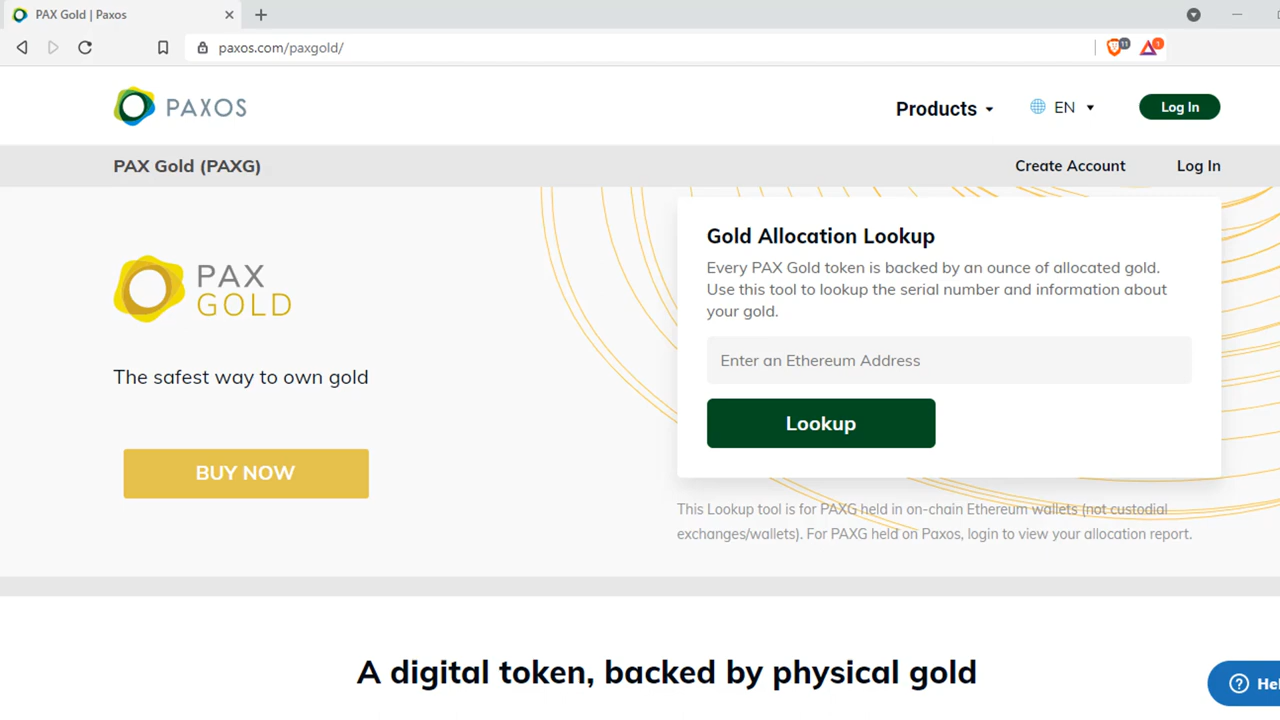 PAX Gold | Paxos
paxos.com/paxgold/
11
1
PAXOS
Products
EN
Log In
PAX Gold (PAXG)
Create Account
Log In
PAX
GOLD
The safest way to own gold
BUY NOW
Gold Allocation Lookup
Every PAX Gold token is backed by an ounce of allocated gold.
Use this tool to lookup the serial number and information about
your gold.
Enter an Ethereum Address
Lookup
This Lookup tool is for PAXG held in on-chain Ethereum wallets (not custodial
exchanges/wallets). For PAXG held on Paxos, login to view your allocation report.
A digital token, backed by physical gold